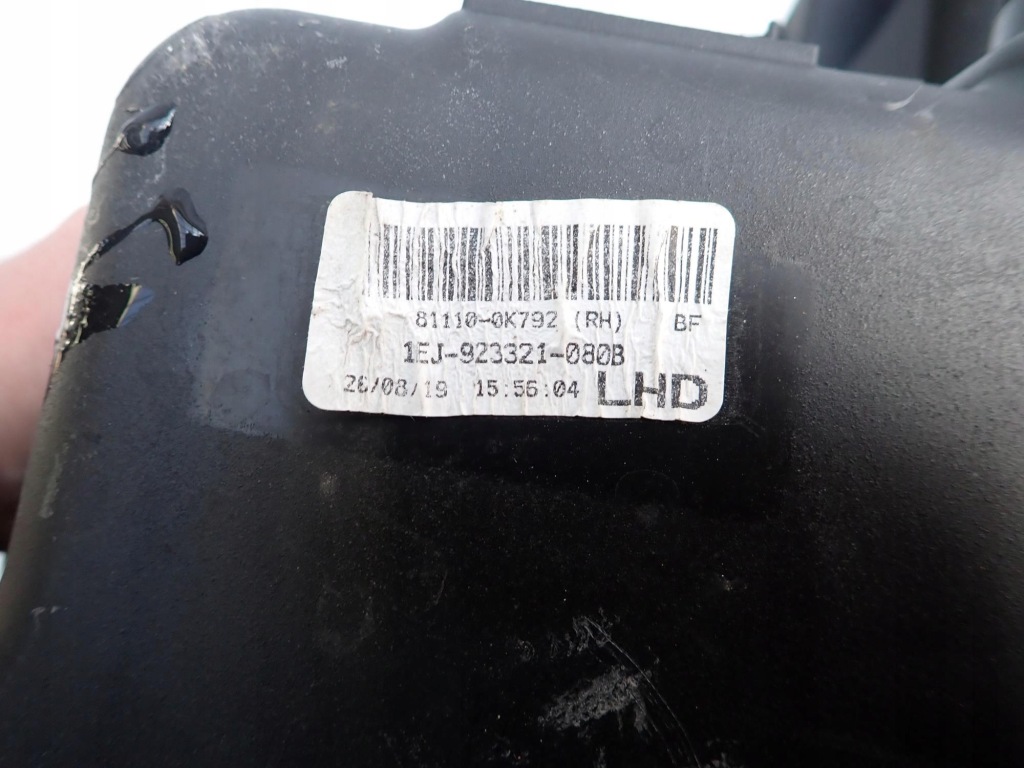 81110-0K792 (RH) BF
1EJ-923321-080B
26/08/19 15:56:04 LHD